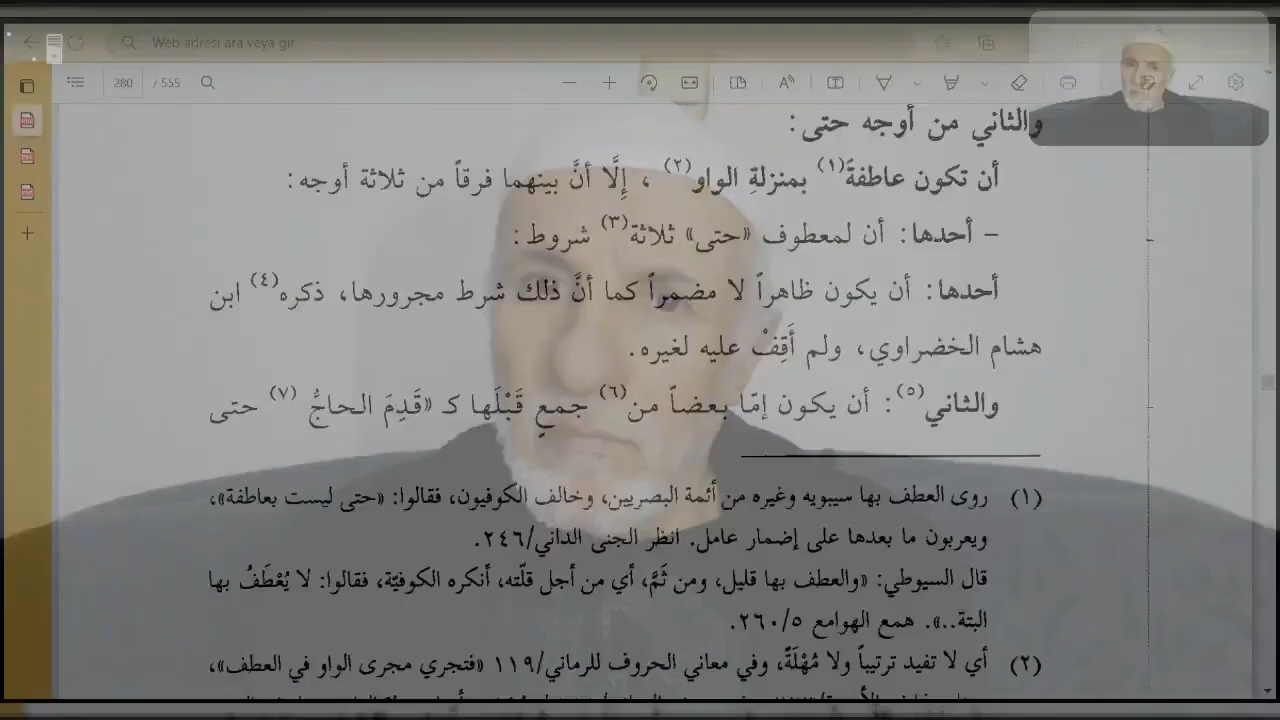 Web adresi ara veya gir
280 / 555
والثاني من أوجه حتى:
أن تكون عاطفةً(١) بمنزلةِ الواو(٢)، إِلَّا أنَّ بينهما فرقاً من ثلاثة أوجه:
- أحدها: أن لمعطوف «حتى» ثلاثة(٣) شروط:
أحدها: أن يكون ظاهراً لا مضمراً كما أنَّ ذلك شرط مجرورها، ذكره(٤) ابن
هشام الخضراوي، ولم أَقِفْ عليه لغيره.
والثاني(٥): أن يكون إمّا بعضاً من(٦) جمعٍ قَبْلَها كـ «قَدِمَ الحاجُّ(٧) حتى
(١) روى العطف بها سيبويه وغيره من أئمة البصريين، وخالف الكوفيون، فقالوا: «حتى ليست بعاطفة»،
ويعربون ما بعدها على إضمار عامل. انظر الجنى الداني/٢٤٦.
قال السيوطي: «والعطف بها قليل، ومن ثَمَّ، أي من أجل قلّته، أنكره الكوفيّة، فقالوا: لا يُعْطَفُ بها
البتة..». همع الهوامع ٢٦٠/٥.
(٢) أي لا تفيد ترتيباً ولا مُهْلَةً، وفي معاني الحروف للرماني/١١٩ «فتجري مجرى الواو في العطف»،